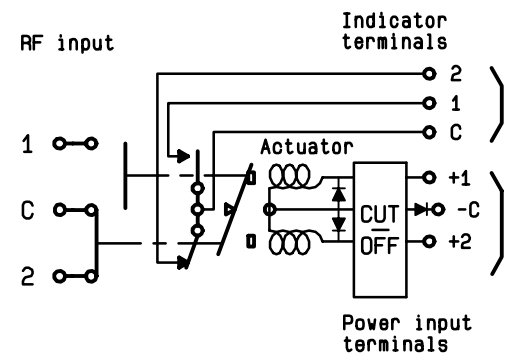 Indicator
terminals
RF input
2
1
C
Actuator
1
+1
C
CUT
OFF
-C
+2
2
Power input
terminals